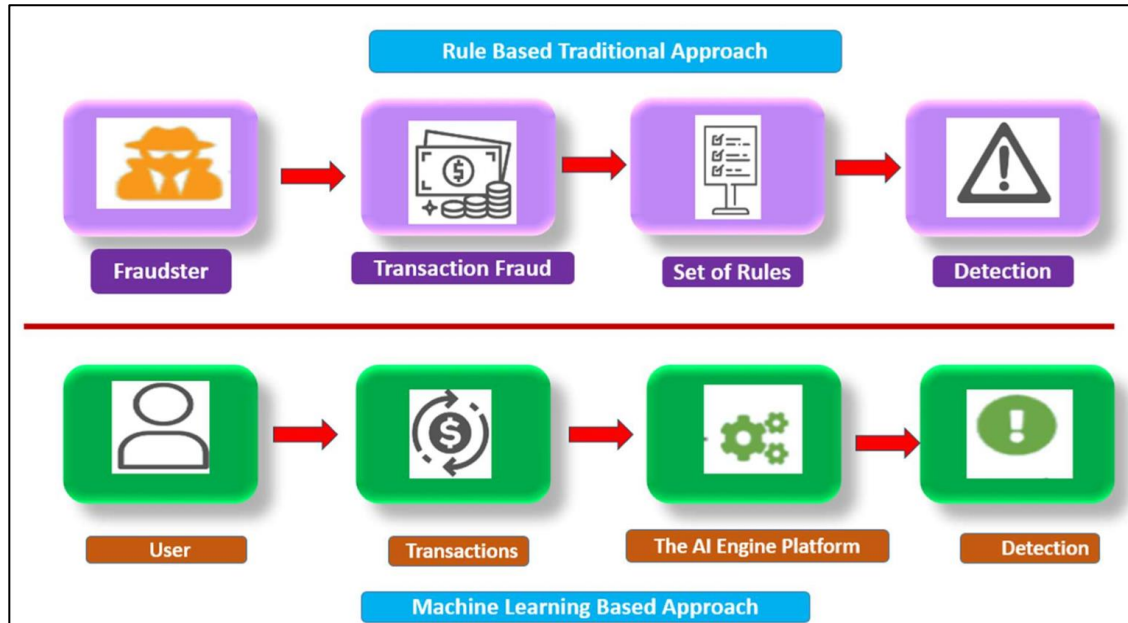 Rule Based Traditional Approach
Fraudster
Transaction Fraud
Set of Rules
Detection
User
Transactions
The AI Engine Platform
Detection
Machine Learning Based Approach